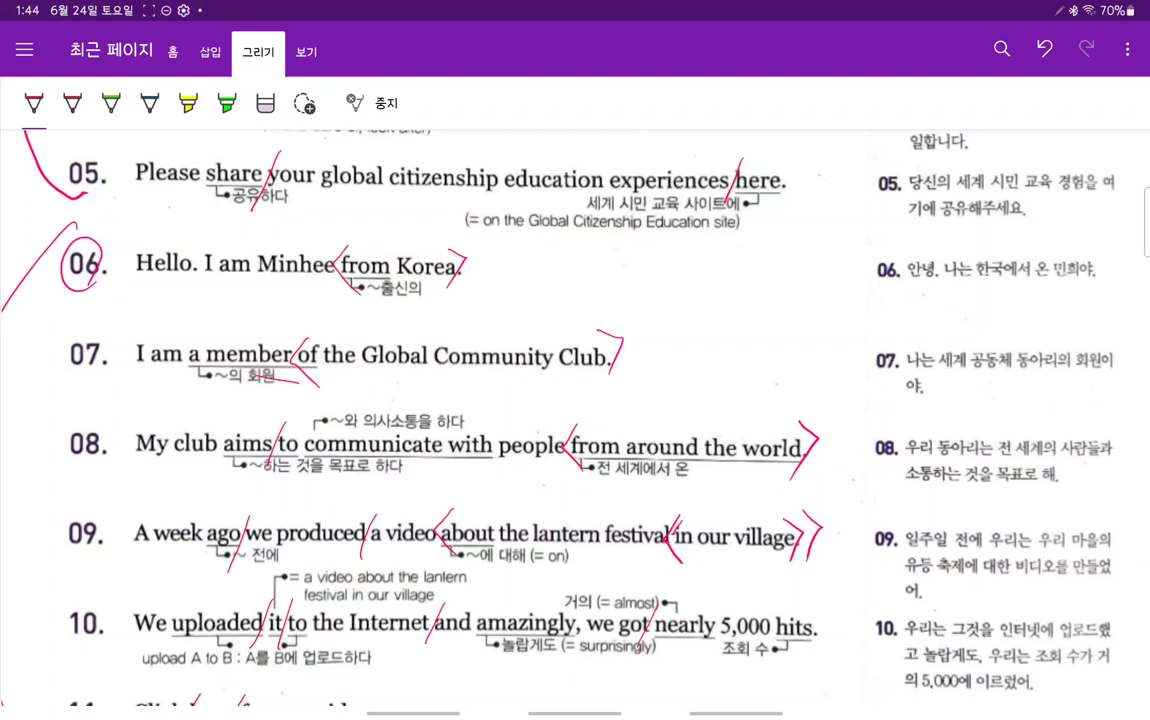 1:44 6월 24일 토요일 70%
최근 페이지 홈 삽입 그리기 보기
중지
일합니다.
05. Please share your global citizenship education experiences here.
공유하다 세계 시민 교육 사이트에
(= on the Global Citizenship Education site)
05. 당신의 세계 시민 교육 경험을 여
기에 공유해주세요.
06. Hello. I am Minhee from Korea.
~출신의
06. 안녕. 나는 한국에서 온 민희야.
07. I am a member of the Global Community Club.
~의 회원
07. 나는 세계 공동체 동아리의 회원이
야.
~와 의사소통을 하다
08. My club aims to communicate with people from around the world.
~하는 것을 목표로 하다 전 세계에서 온
08. 우리 동아리는 전 세계의 사람들과
소통하는 것을 목표로 해.
09. A week ago we produced a video about the lantern festival in our village.
~ 전에 ~에 대해 (= on)
09. 일주일 전에 우리는 우리 마을의
유등 축제에 대한 비디오를 만들었
어.
= a video about the lantern
festival in our village
거의 (= almost)
10. We uploaded it to the Internet and amazingly, we got nearly 5,000 hits.
upload A to B : A를 B에 업로드하다 놀랍게도 (= surprisingly) 조회 수
10. 우리는 그것을 인터넷에 업로드했
고 놀랍게도, 우리는 조회 수가 거
의 5,000에 이르렀어.